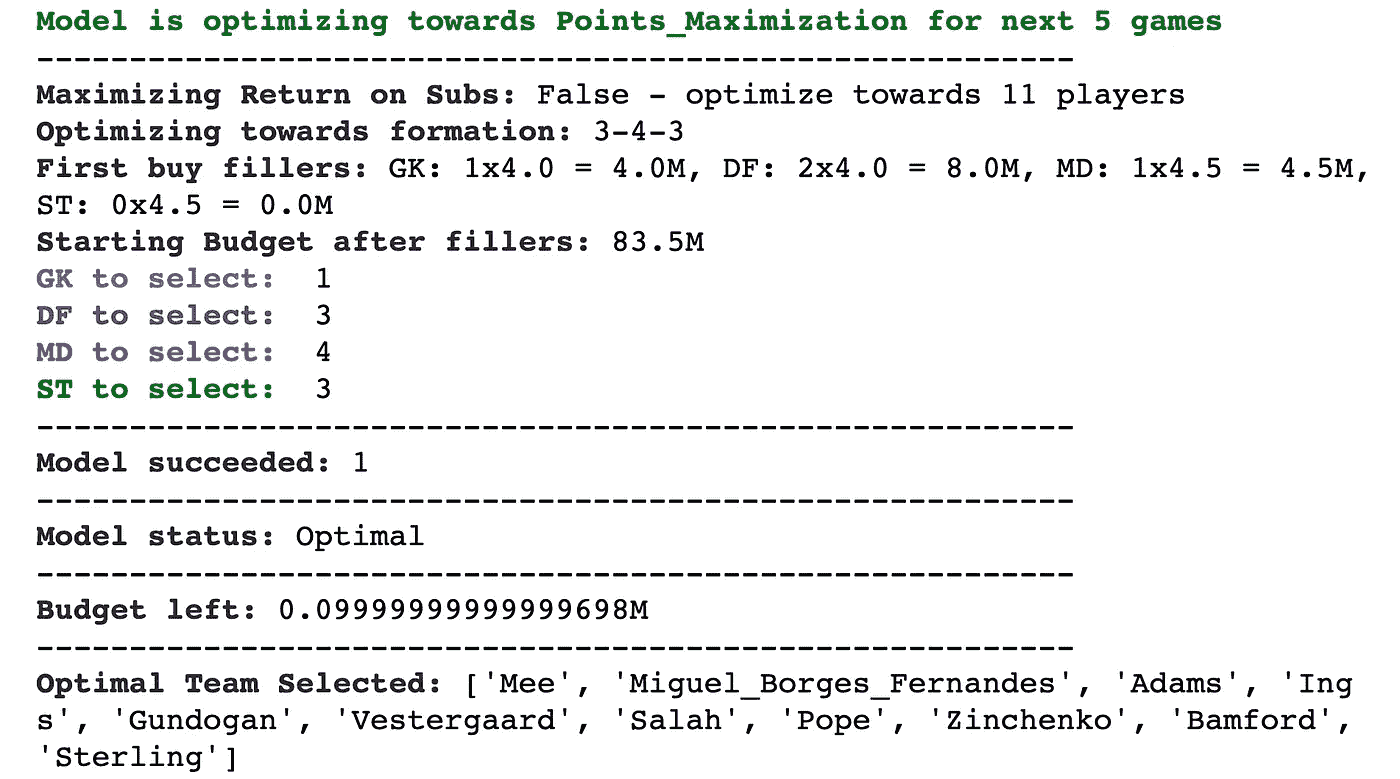 Model is optimizing towards Points_Maximization for next 5 games
--------------------------------------------------------
Maximizing Return on Subs: False - optimize towards 11 players
Optimizing towards formation: 3-4-3
First buy fillers: GK: 1x4.0 = 4.0M, DF: 2x4.0 = 8.0M, MD: 1x4.5 = 4.5M,
ST: 0x4.5 = 0.0M
Starting Budget after fillers: 83.5M
GK to select:  1
DF to select:  3
MD to select:  4
ST to select:  3
--------------------------------------------------------
Model succeeded: 1
--------------------------------------------------------
Model status: Optimal
--------------------------------------------------------
Budget left: 0.09999999999999698M
--------------------------------------------------------
Optimal Team Selected: ['Mee', 'Miguel_Borges_Fernandes', 'Adams', 'Ing
s', 'Gundogan', 'Vestergaard', 'Salah', 'Pope', 'Zinchenko', 'Bamford',
'Sterling']